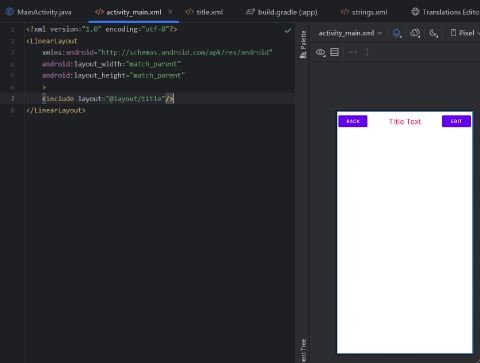 MainActivity.java
activity_main.xml
title.xml
build.gradle (:app)
strings.xml
Translations Edito
1 <?xml version="1.0" encoding="utf-8"?>
2 <LinearLayout
3 xmlns:android="http://schemas.android.com/apk/res/android"
4 android:layout_width="match_parent"
5 android:layout_height="match_parent"
6 >
7 <include layout="@layout/title"/>
8 </LinearLayout>
Palette
activity_main.xml
Pixel
BACK
Title Text
EDIT
ent Tree